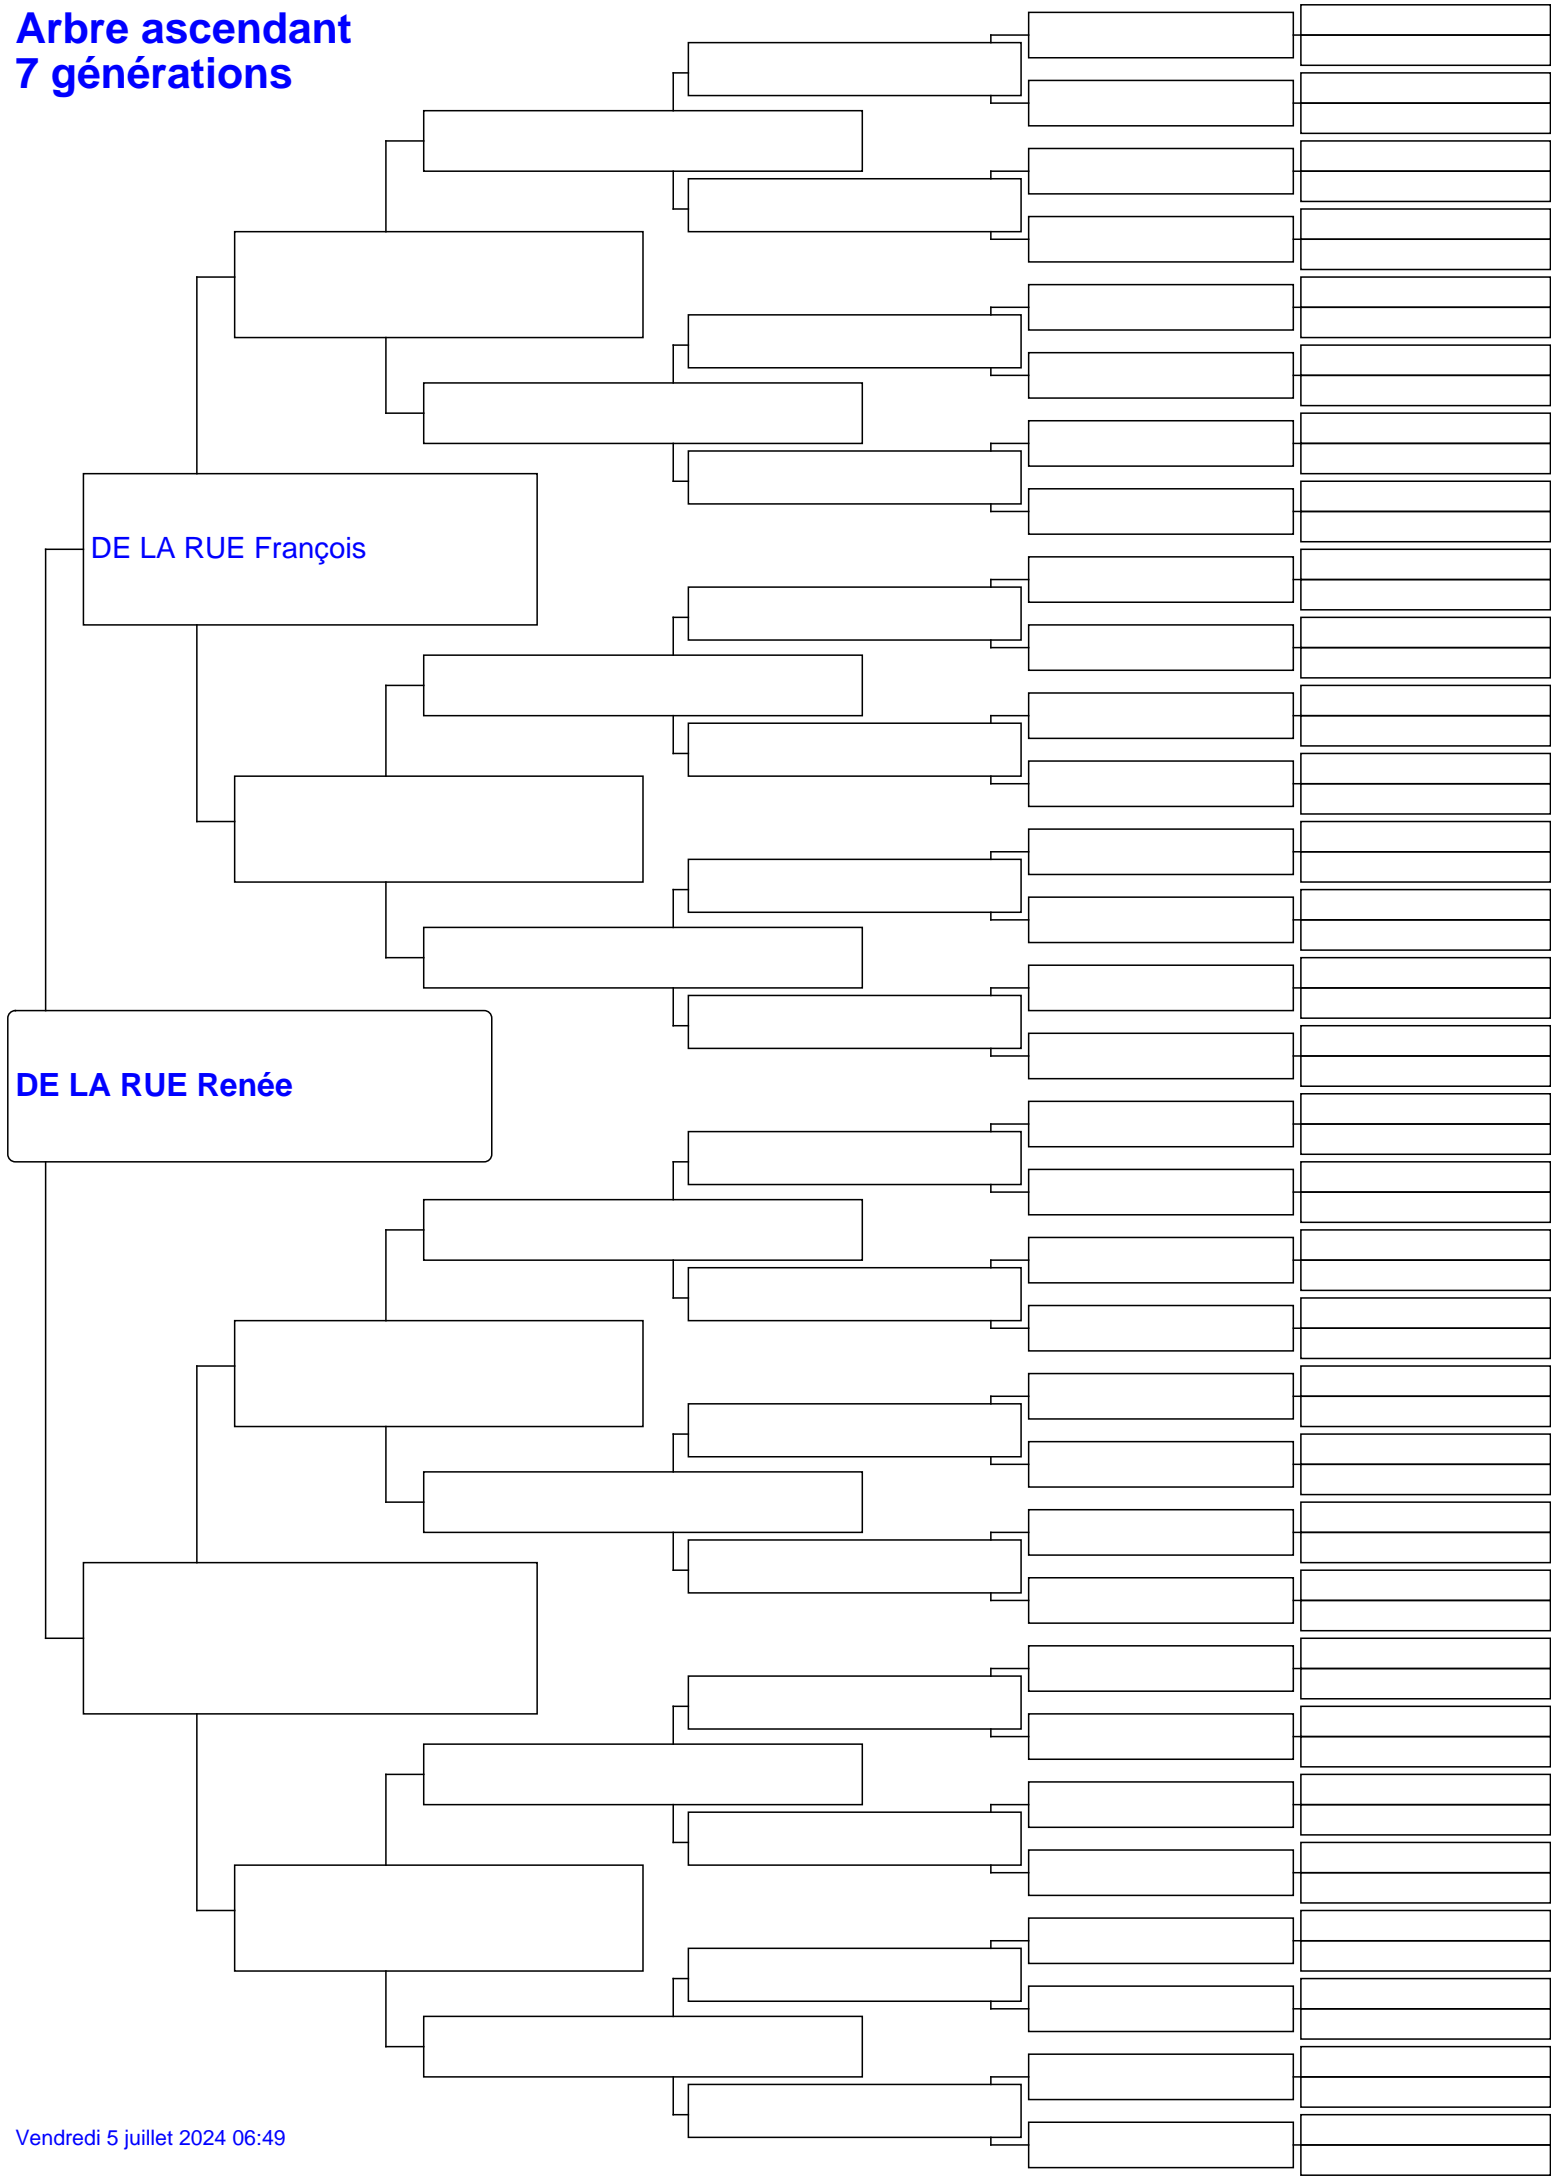 Arbre ascendant
7 générations
DE LA RUE François
DE LA RUE Renée
Vendredi 5 juillet 2024 06:49